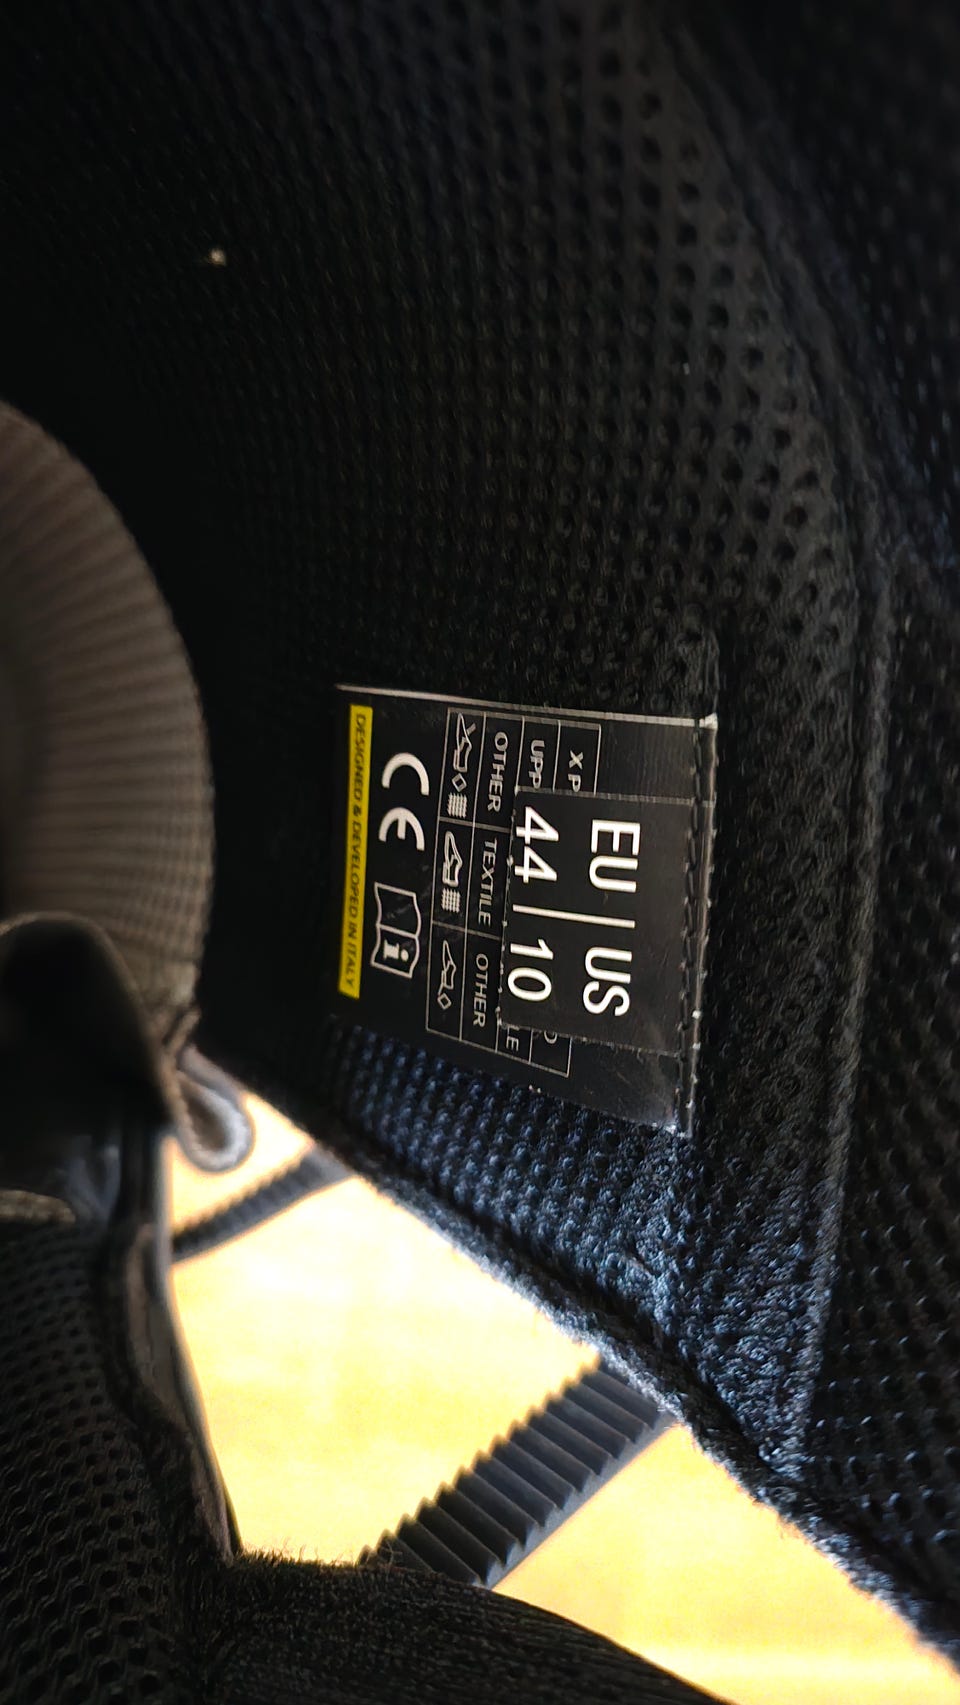 EU | US
44 | 10
X P
UPP
LE
OTHER TEXTILE OTHER
CE
i
DESIGNED & DEVELOPED IN ITALY